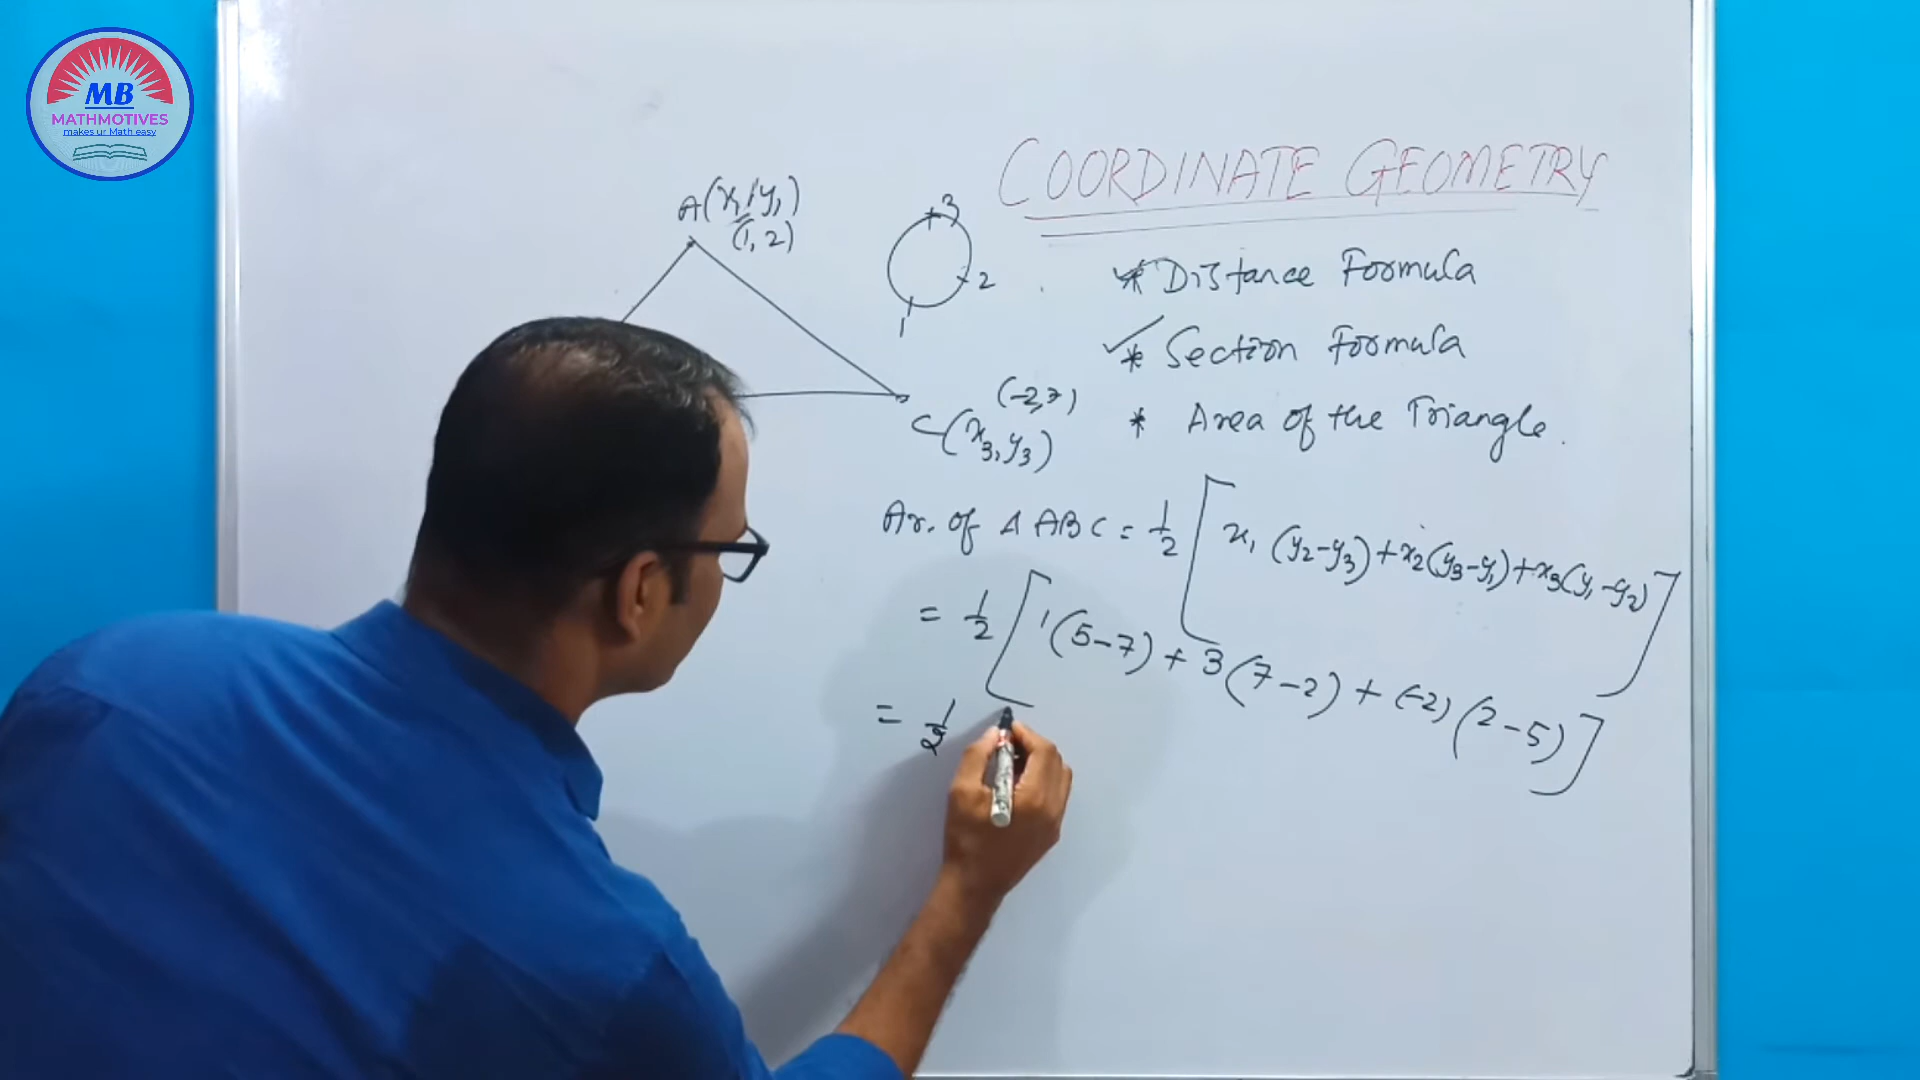 MB
MATHMOTIVES
makes ur Math easy
COORDINATE GEOMETRY
A(x₁, y₁)
(1, 2)
3
2
1
* Distance Formula
* Section Formula
* Area of the Triangle.
(-2,7)
C(x₃, y₃)
Ar. of Δ ABC = 1/2 [x₁ (y₂-y₃)+x₂(y₃-y₁)+x₃(y₁-y₂)]
= 1/2 [1(5-7) + 3(7-2) + (-2)(2-5)]
= 1/2